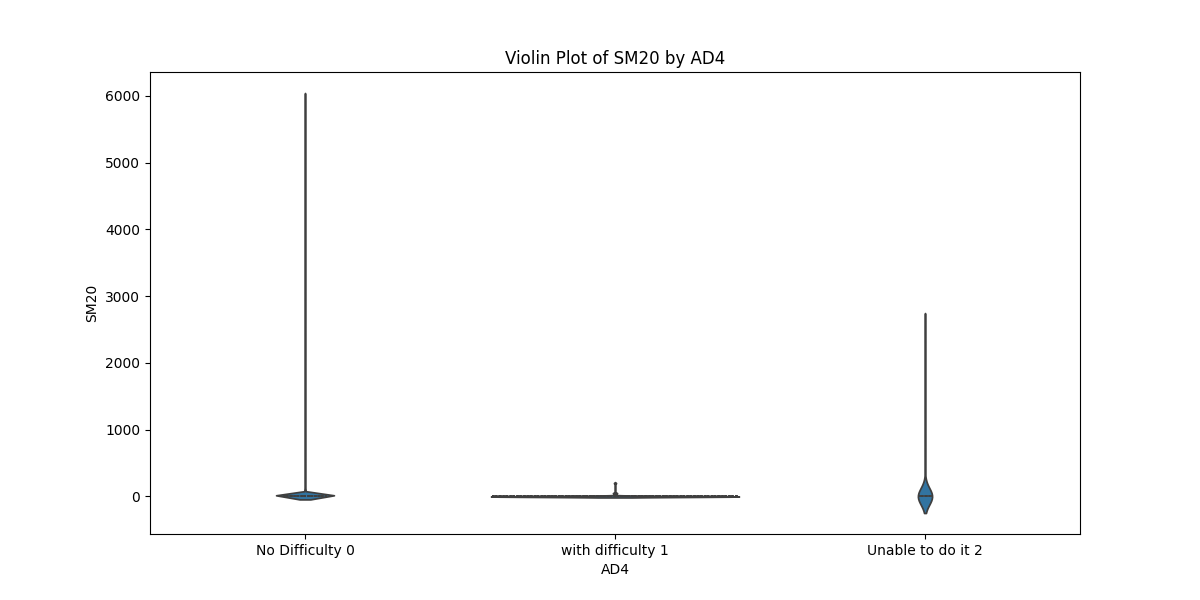 Violin Plot of SM20 by AD4
6000
5000
4000
3000
2000
1000
0
SM20
No Difficulty 0
with difficulty 1
Unable to do it 2
AD4